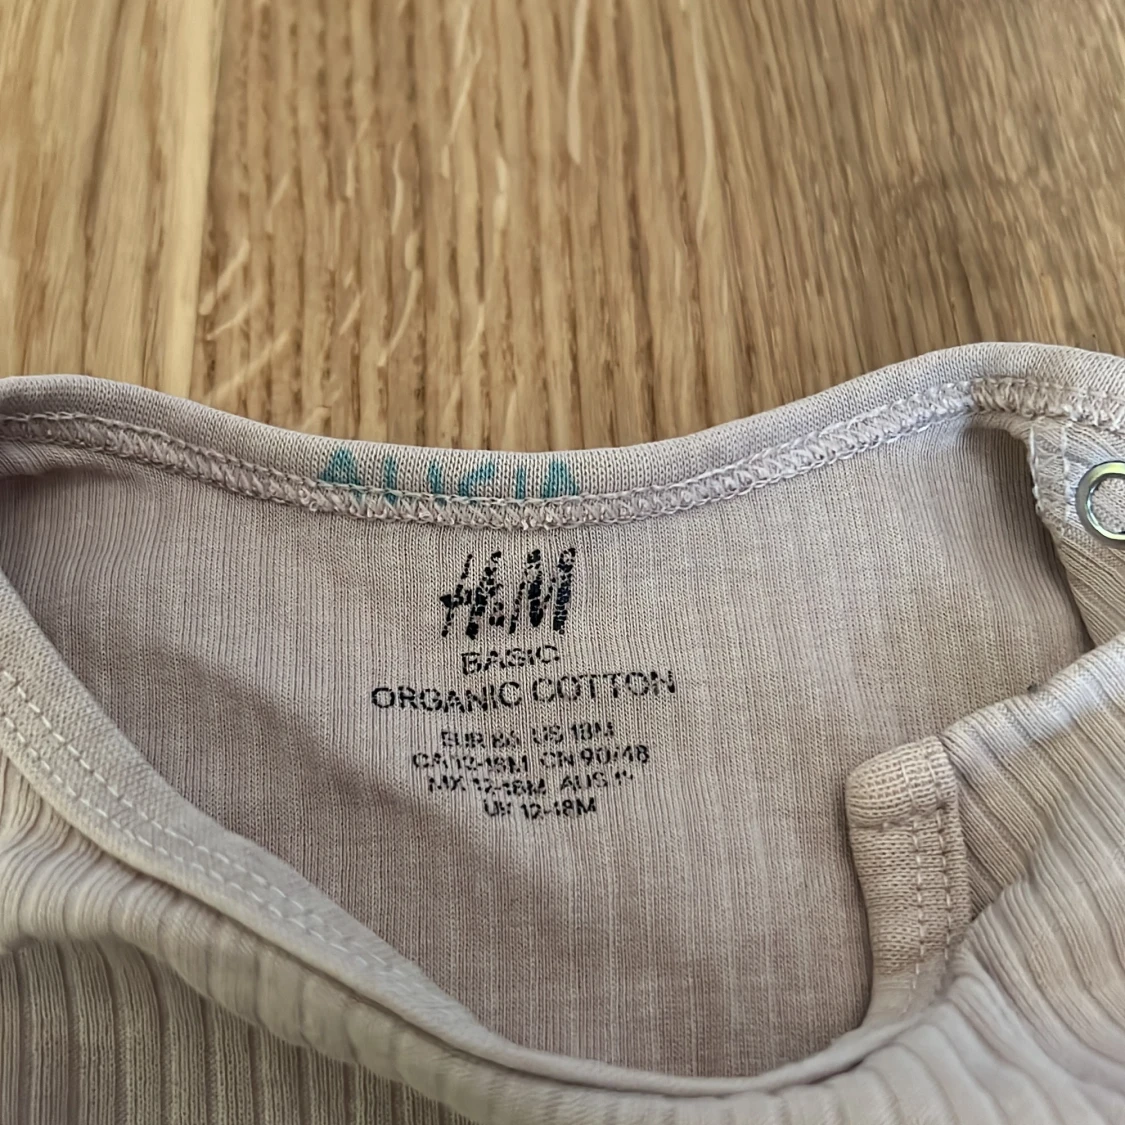 ALICIA
H&M
BASIC
ORGANIC COTTON
EUR 86 US 18M
CA 12-18M CN 90/48
MX 12-18M AUS 1
UK 12-18M